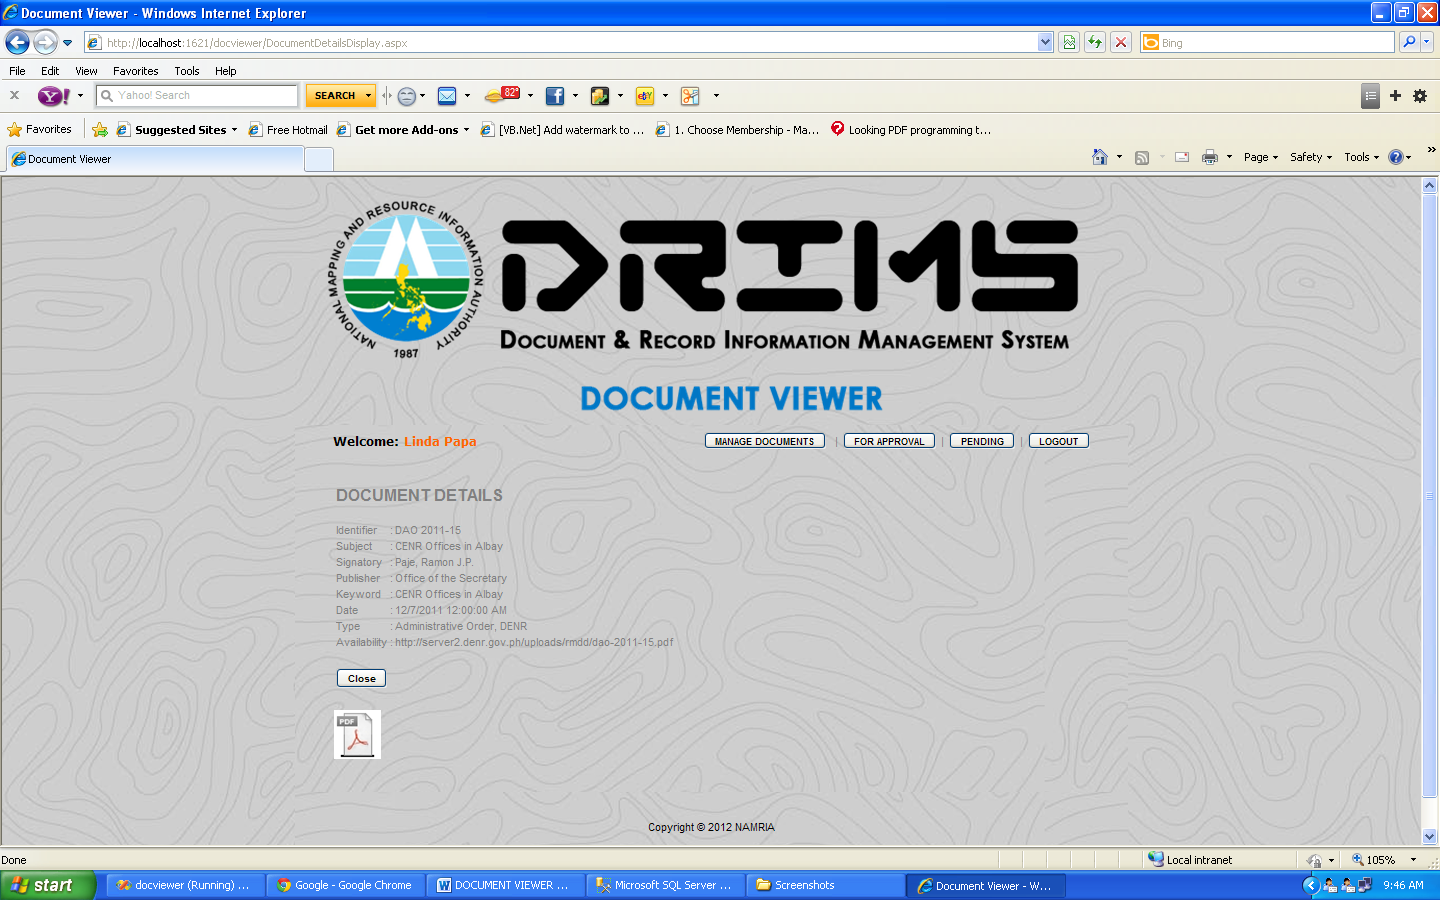 Document Viewer - Windows Internet Explorer
http://localhost:1621/docviewer/DocumentDetailsDisplay.aspx
Bing
File Edit View Favorites Tools Help
x Y! Yahoo! Search SEARCH 82°
Favorites Suggested Sites Free Hotmail Get more Add-ons [VB.Net] Add watermark to ... 1. Choose Membership - Ma... Looking PDF programming t...
Document Viewer
Page Safety Tools
NATIONAL MAPPING AND RESOURCE INFORMATION AUTHORITY
1987
DRIMS
DOCUMENT & RECORD INFORMATION MANAGEMENT SYSTEM
DOCUMENT VIEWER
Welcome: Linda Papa
MANAGE DOCUMENTS | FOR APPROVAL | PENDING | LOGOUT
DOCUMENT DETAILS
Identifier : DAO 2011-15
Subject : CENR Offices in Albay
Signatory : Paje, Ramon J.P.
Publisher : Office of the Secretary
Keyword : CENR Offices in Albay
Date : 12/7/2011 12:00:00 AM
Type : Administrative Order, DENR
Availability : http://server2.denr.gov.ph/uploads/rmdd/dao-2011-15.pdf
Close
PDF
Copyright © 2012 NAMRIA
Done Local intranet 105%
start docviewer (Running) ... Google - Google Chrome DOCUMENT VIEWER ... Microsoft SQL Server ... Screenshots Document Viewer - W... 9:46 AM